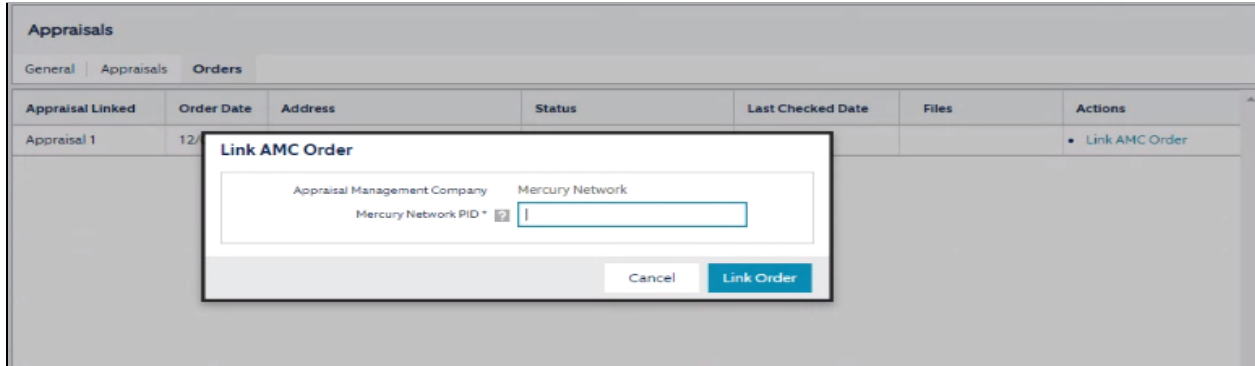 Appraisals
General | Appraisals Orders
Appraisal Linked Order Date Address Status Last Checked Date Files Actions
Appraisal 1 12/ • Link AMC Order
Link AMC Order
Appraisal Management Company Mercury Network
Mercury Network PID * ?
Cancel Link Order